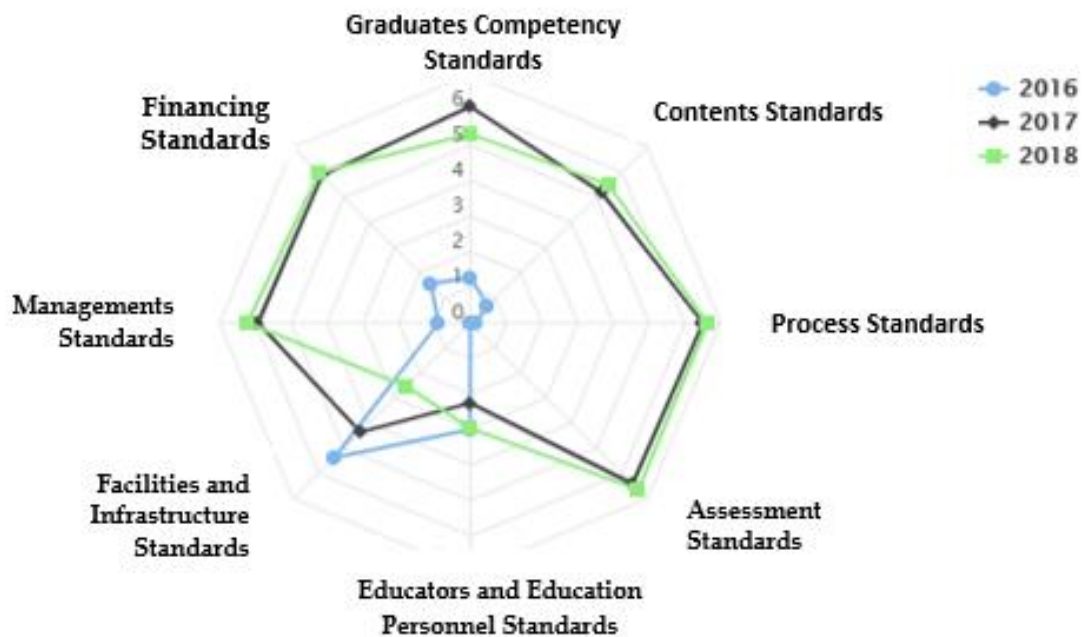 Graduates Competency
Standards
Financing
Standards
Contents Standards
2016
2017
2018
6
5
4
3
2
1
0
Managements
Standards
Process Standards
Facilities and
Infrastructure
Standards
Assessment
Standards
Educators and Education
Personnel Standards